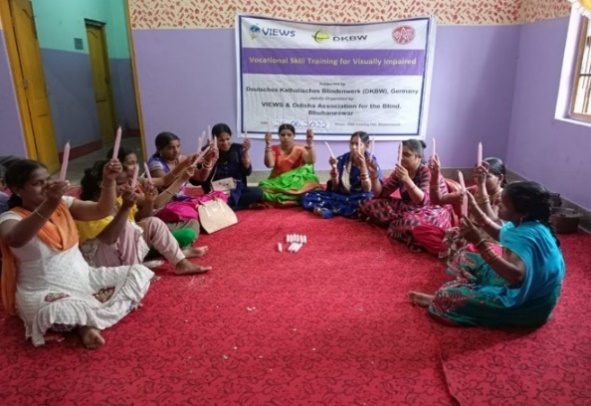 VIEWS
DKBW
Vocational Skill Training for Visually Impaired
Supported by
Deutsches Katholisches Blindenwerk (DKBW), Germany
VIEWS & Odisha Association for the Blind,
Bhubaneswar